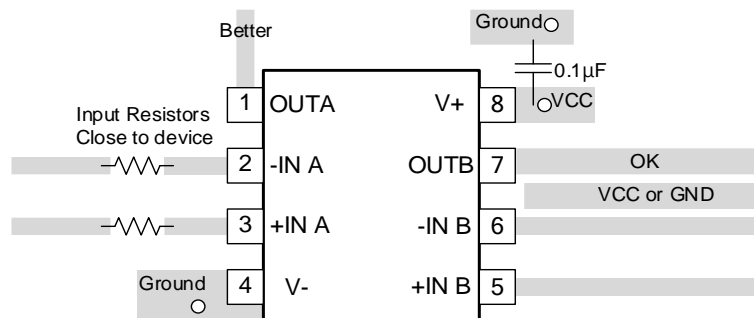 Better
Ground
0.1µF
1 OUTA V+ 8 VCC
Input Resistors
Close to device
2 -IN A OUTB 7 OK
VCC or GND
3 +IN A -IN B 6
Ground
4 V- +IN B 5